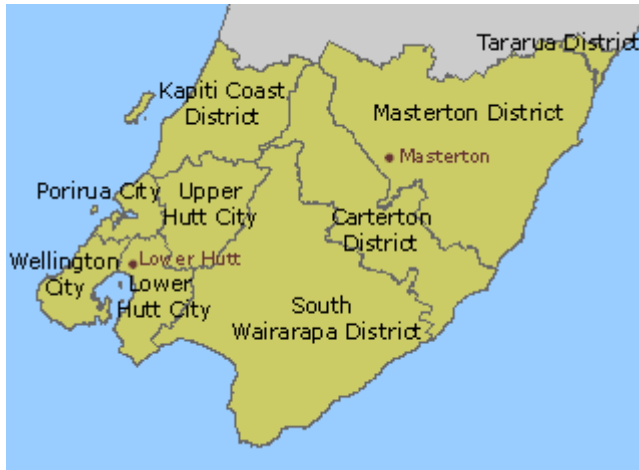 Tararua District
Kapiti Coast
District
Masterton District
Masterton
Porirua City
Upper
Hutt City
Carterton
District
Wellington
City
Lower Hutt
Lower
Hutt City
South
Wairarapa District